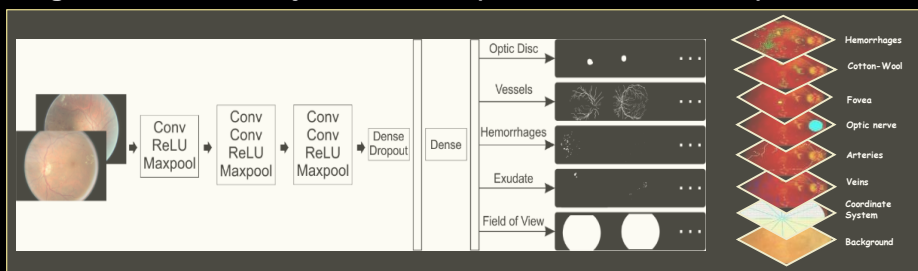 Conv
ReLU
Maxpool
Conv
Conv
ReLU
Maxpool
Conv
Conv
ReLU
Maxpool
Dense
Dropout
Dense
Optic Disc
Vessels
Hemorrhages
Exudate
Field of View
...
...
...
...
...
Hemorrhages
Cotton-Wool
Fovea
Optic nerve
Arteries
Veins
Coordinate
System
Background